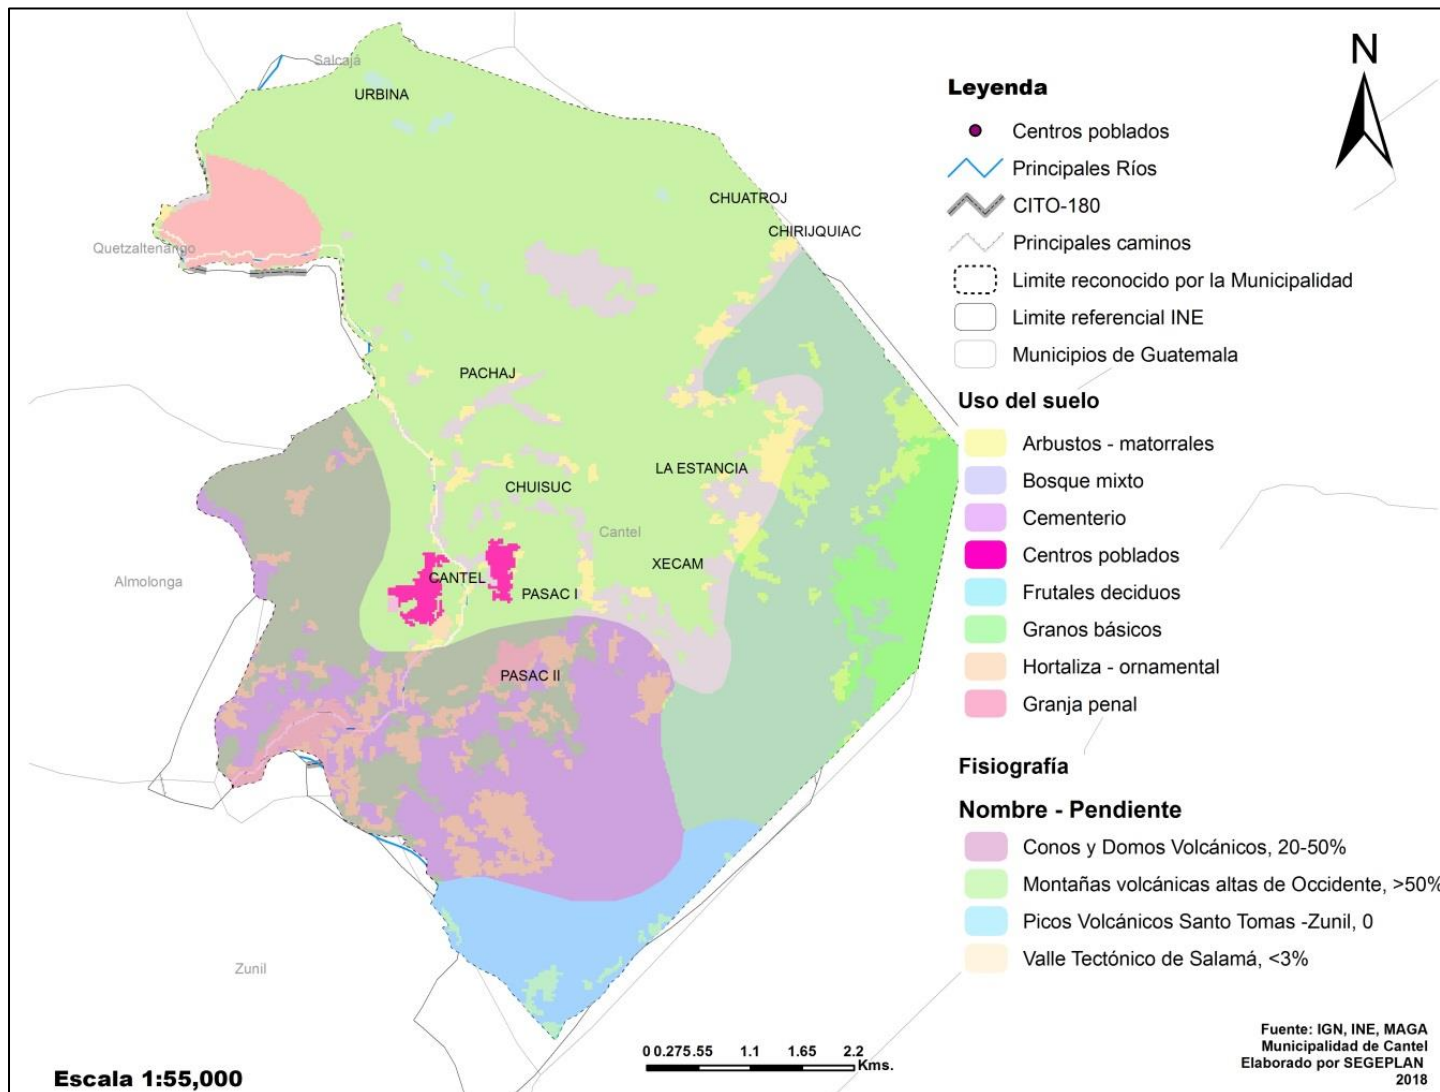 Salcajá
URBINA
CHUATROJ
CHIRIJQUIAC
Quetzaltenango
PACHAJ
LA ESTANCIA
CHUISUC
Cantel
XECAM
Almolonga
CANTEL
PASAC I
PASAC II
Zunil
N
Leyenda
Centros poblados
Principales Ríos
CITO-180
Principales caminos
Limite reconocido por la Municipalidad
Limite referencial INE
Municipios de Guatemala
Uso del suelo
Arbustos - matorrales
Bosque mixto
Cementerio
Centros poblados
Frutales deciduos
Granos básicos
Hortaliza - ornamental
Granja penal
Fisiografía
Nombre - Pendiente
Conos y Domos Volcánicos, 20-50%
Montañas volcánicas altas de Occidente, >50%
Picos Volcánicos Santo Tomas -Zunil, 0
Valle Tectónico de Salamá, <3%
0 0.275.55 1.1 1.65 2.2
Kms.
Escala 1:55,000
Fuente: IGN, INE, MAGA
Municipalidad de Cantel
Elaborado por SEGEPLAN
2018